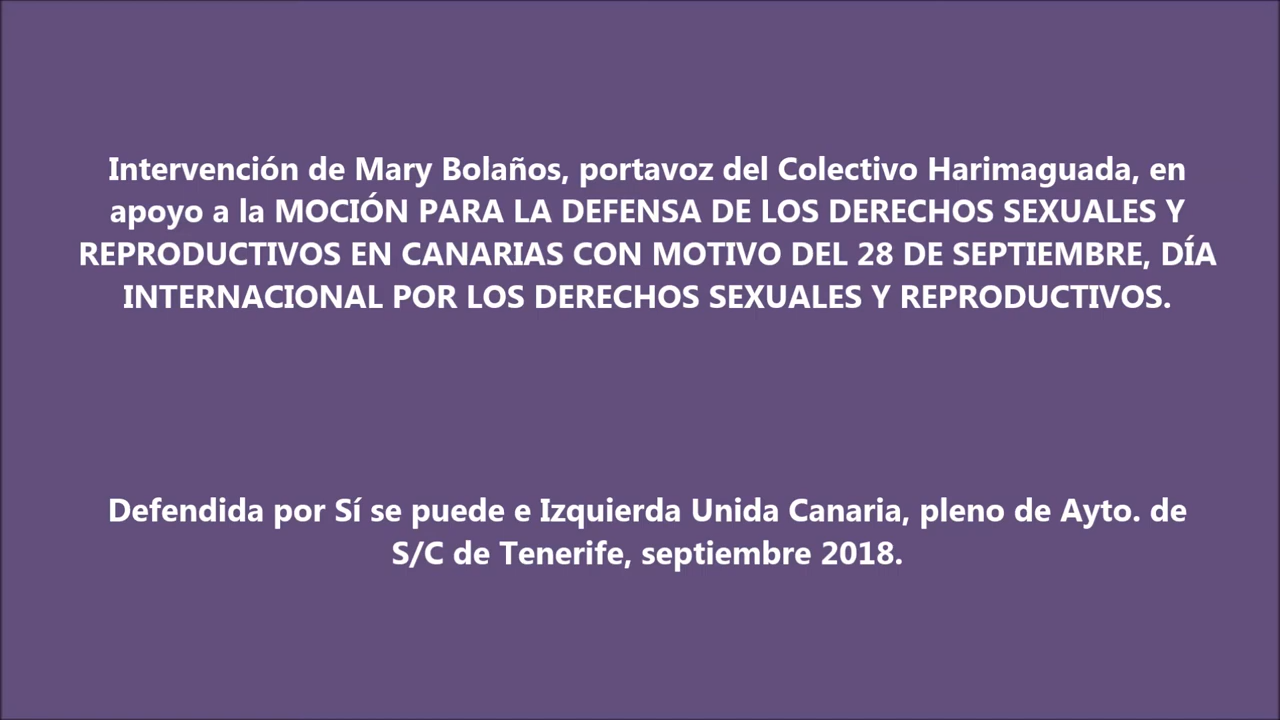 Intervención de Mary Bolaños, portavoz del Colectivo Harimaguada, en
apoyo a la MOCIÓN PARA LA DEFENSA DE LOS DERECHOS SEXUALES Y
REPRODUCTIVOS EN CANARIAS CON MOTIVO DEL 28 DE SEPTIEMBRE, DÍA
INTERNACIONAL POR LOS DERECHOS SEXUALES Y REPRODUCTIVOS.
Defendida por Sí se puede e Izquierda Unida Canaria, pleno de Ayto. de
S/C de Tenerife, septiembre 2018.